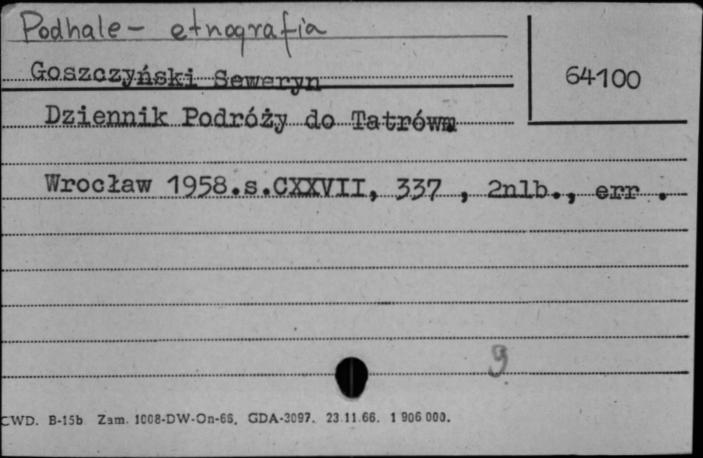 Podhale - etnografia
Goszczyński Seweryn
64100
Dziennik Podróży do Tatrów
Wrocław 1958.s.CXXVII, 337 , 2nlb., err .
9
CWD. B-15b Zam. 1008-DW-On-66. GDA-3097. 23.11.66. 1 906 000.